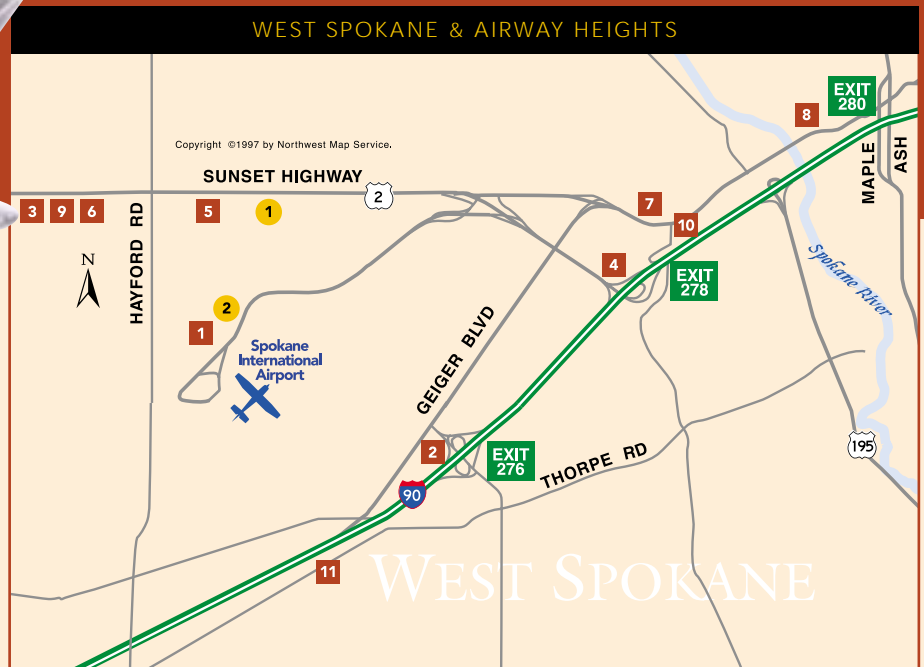 WEST SPOKANE & AIRWAY HEIGHTS
EXIT
280
8
Copyright ©1997 by Northwest Map Service.
MAPLE
ASH
SUNSET HIGHWAY
2
3
9
6
HAYFORD RD
5
1
7
10
N
4
EXIT
278
Spokane River
2
1
Spokane
International
Airport
GEIGER BLVD
2
EXIT
276
THORPE RD
195
90
11
WEST SPOKANE